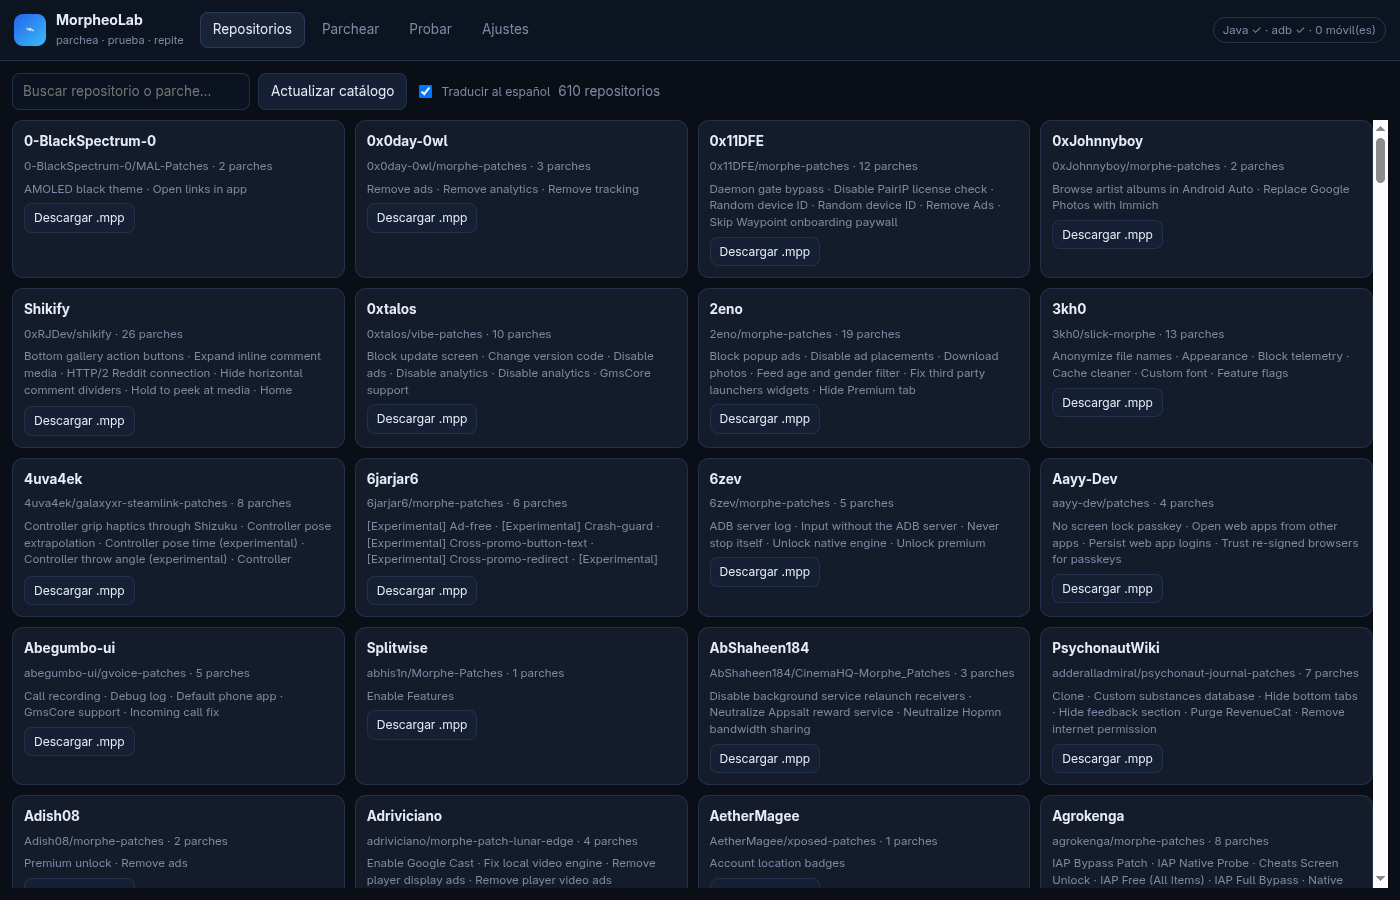 MorpheoLab
parchea · prueba · repite
Repositorios
Parchear
Probar
Ajustes
Java ✓ · adb ✓ · 0 móvil(es)
Buscar repositorio o parche...
Actualizar catálogo
Traducir al español
610 repositorios
0-BlackSpectrum-0
0-BlackSpectrum-0/MAL-Patches · 2 parches
AMOLED black theme · Open links in app
Descargar .mpp
0x0day-0wl
0x0day-0wl/morphe-patches · 3 parches
Remove ads · Remove analytics · Remove tracking
Descargar .mpp
0x11DFE
0x11DFE/morphe-patches · 12 parches
Daemon gate bypass · Disable PairIP license check ·
Random device ID · Random device ID · Remove Ads ·
Skip Waypoint onboarding paywall
Descargar .mpp
0xJohnnyboy
0xJohnnyboy/morphe-patches · 2 parches
Browse artist albums in Android Auto · Replace Google
Photos with Immich
Descargar .mpp
Shikify
0xRJDev/shikify · 26 parches
Bottom gallery action buttons · Expand inline comment
media · HTTP/2 Reddit connection · Hide horizontal
comment dividers · Hold to peek at media · Home
Descargar .mpp
0xtalos
0xtalos/vibe-patches · 10 parches
Block update screen · Change version code · Disable
ads · Disable analytics · Disable analytics · GmsCore
support
Descargar .mpp
2eno
2eno/morphe-patches · 19 parches
Block popup ads · Disable ad placements · Download
photos · Feed age and gender filter · Fix third party
launchers widgets · Hide Premium tab
Descargar .mpp
3kh0
3kh0/slick-morphe · 13 parches
Anonymize file names · Appearance · Block telemetry ·
Cache cleaner · Custom font · Feature flags
Descargar .mpp
4uva4ek
4uva4ek/galaxyxr-steamlink-patches · 8 parches
Controller grip haptics through Shizuku · Controller pose
extrapolation · Controller pose time (experimental) ·
Controller throw angle (experimental) · Controller
Descargar .mpp
6jarjar6
6jarjar6/morphe-patches · 6 parches
[Experimental] Ad-free · [Experimental] Crash-guard ·
[Experimental] Cross-promo-button-text ·
[Experimental] Cross-promo-redirect · [Experimental]
Descargar .mpp
6zev
6zev/morphe-patches · 5 parches
ADB server log · Input without the ADB server · Never
stop itself · Unlock native engine · Unlock premium
Descargar .mpp
Aayy-Dev
aayy-dev/patches · 4 parches
No screen lock passkey · Open web apps from other
apps · Persist web app logins · Trust re-signed browsers
for passkeys
Descargar .mpp
Abegumbo-ui
abegumbo-ui/gvoice-patches · 5 parches
Call recording · Debug log · Default phone app ·
GmsCore support · Incoming call fix
Descargar .mpp
Splitwise
abhis1n/Morphe-Patches · 1 parches
Enable Features
Descargar .mpp
AbShaheen184
AbShaheen184/CinemaHQ-Morphe_Patches · 3 parches
Disable background service relaunch receivers ·
Neutralize Appsalt reward service · Neutralize Hopmn
bandwidth sharing
Descargar .mpp
PsychonautWiki
adderalladmiral/psychonaut-journal-patches · 7 parches
Clone · Custom substances database · Hide bottom tabs
· Hide feedback section · Purge RevenueCat · Remove
internet permission
Descargar .mpp
Adish08
Adish08/morphe-patches · 2 parches
Premium unlock · Remove ads
Adriviciano
adriviciano/morphe-patch-lunar-edge · 4 parches
Enable Google Cast · Fix local video engine · Remove
player display ads · Remove player video ads
AetherMagee
AetherMagee/xposed-patches · 1 parches
Account location badges
Agrokenga
agrokenga/morphe-patches · 8 parches
IAP Bypass Patch · IAP Native Probe · Cheats Screen
Unlock · IAP Free (All Items) · IAP Full Bypass · Native